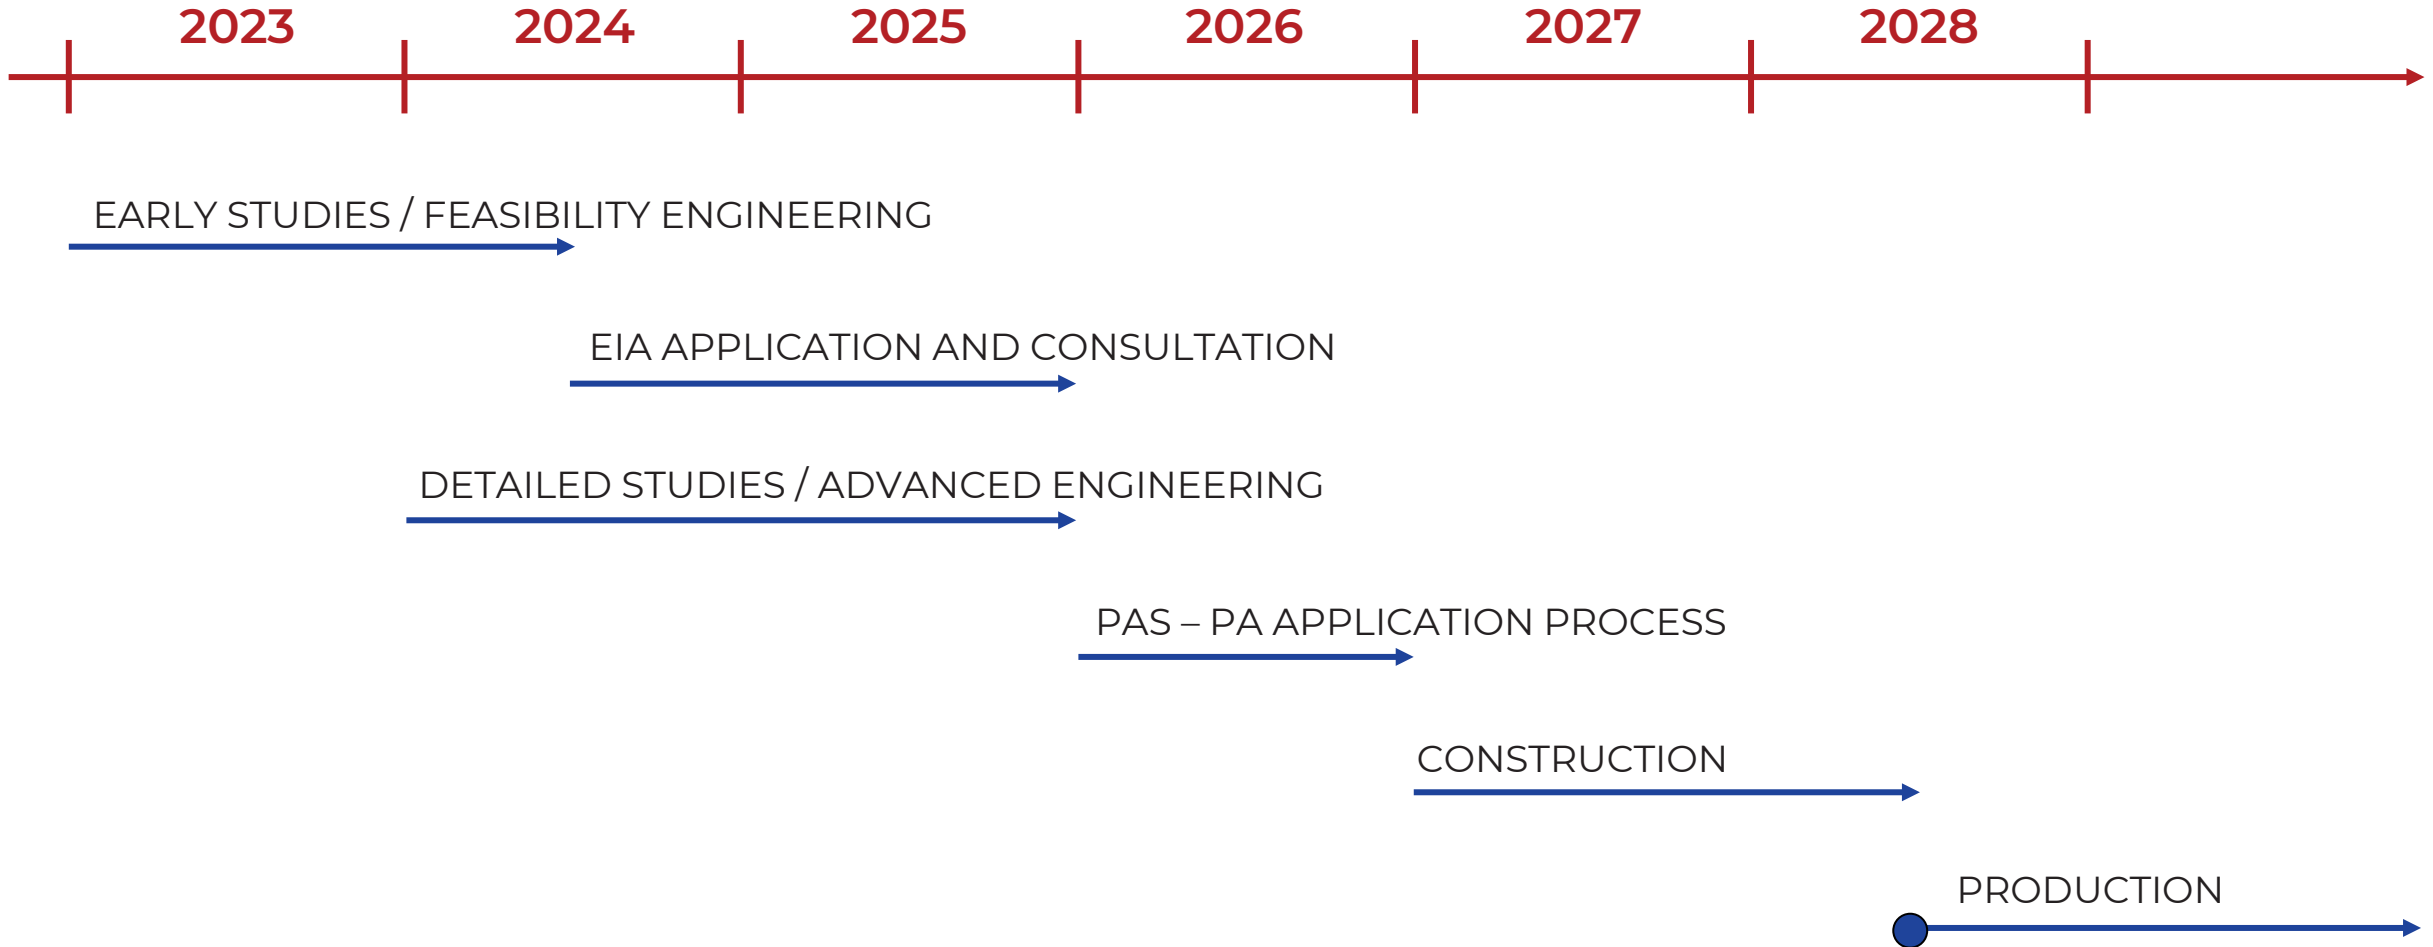 2023 2024 2025 2026 2027 2028
EARLY STUDIES / FEASIBILITY ENGINEERING
EIA APPLICATION AND CONSULTATION
DETAILED STUDIES / ADVANCED ENGINEERING
PAS – PA APPLICATION PROCESS
CONSTRUCTION
PRODUCTION